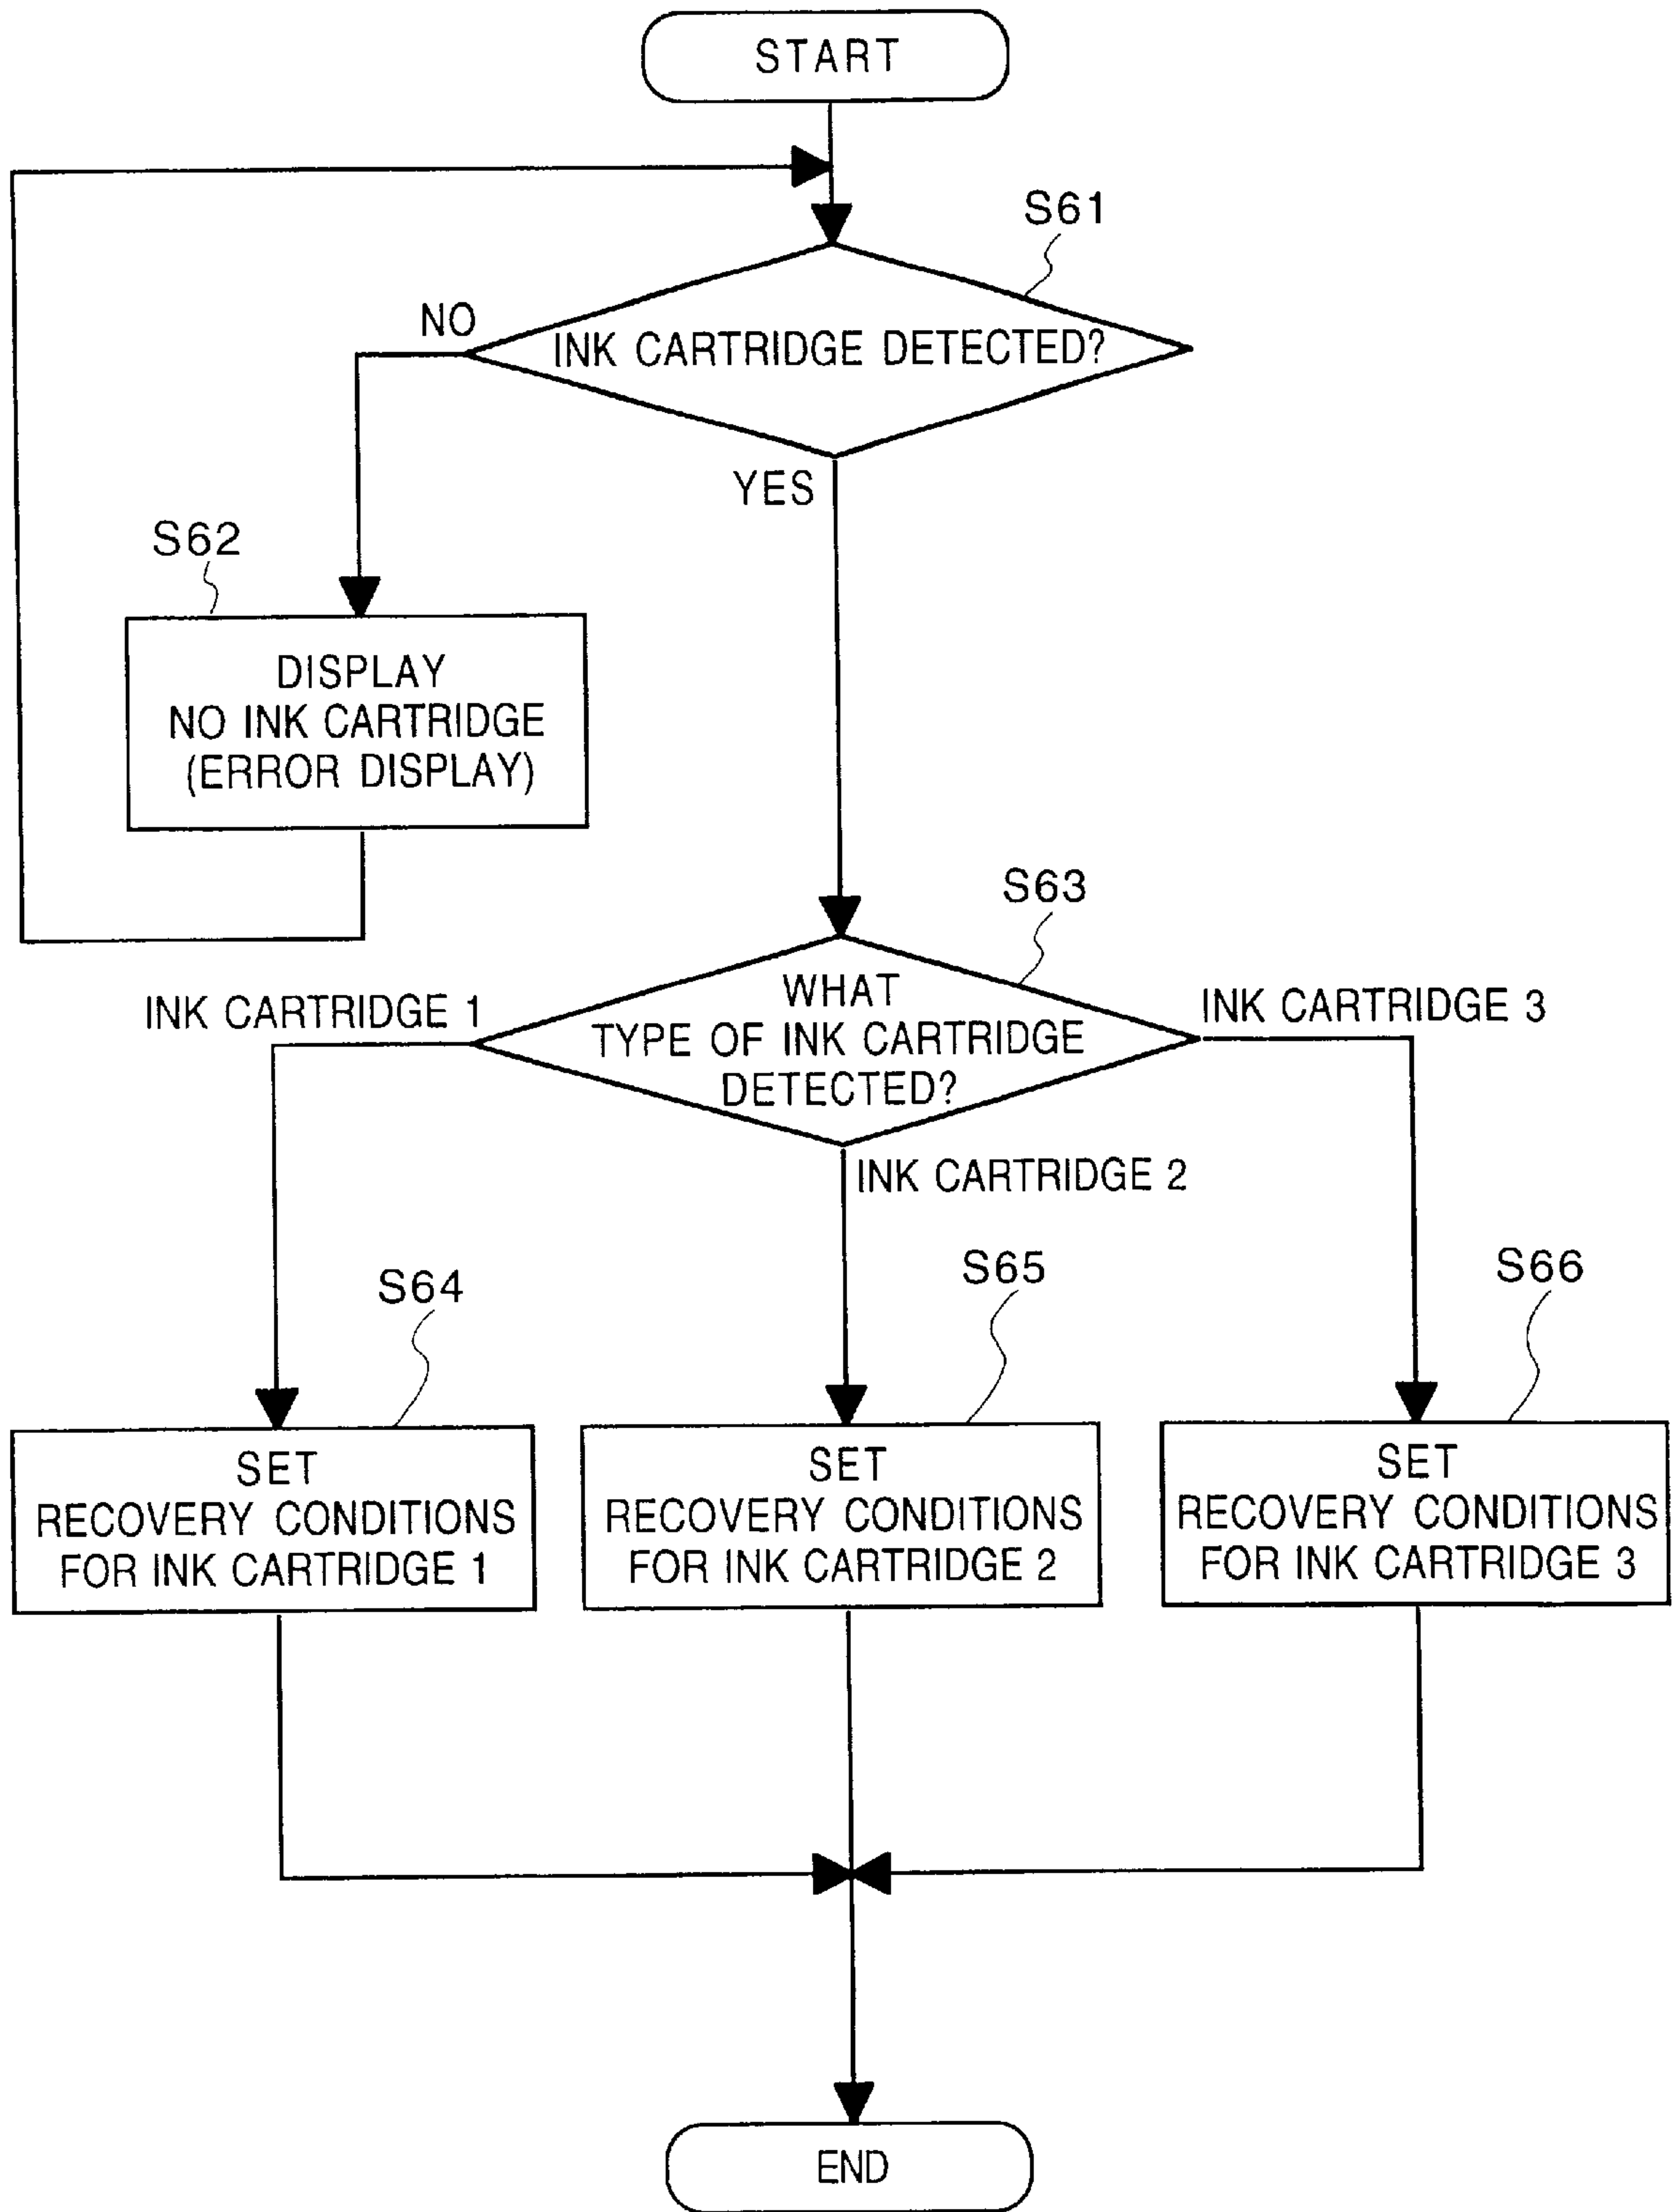 START
S61
NO
INK CARTRIDGE DETECTED?
YES
S62
DISPLAY
NO INK CARTRIDGE
(ERROR DISPLAY)
S63
INK CARTRIDGE 1
WHAT
TYPE OF INK CARTRIDGE
DETECTED?
INK CARTRIDGE 3
INK CARTRIDGE 2
S64
S65
S66
SET
RECOVERY CONDITIONS
FOR INK CARTRIDGE 1
SET
RECOVERY CONDITIONS
FOR INK CARTRIDGE 2
SET
RECOVERY CONDITIONS
FOR INK CARTRIDGE 3
END